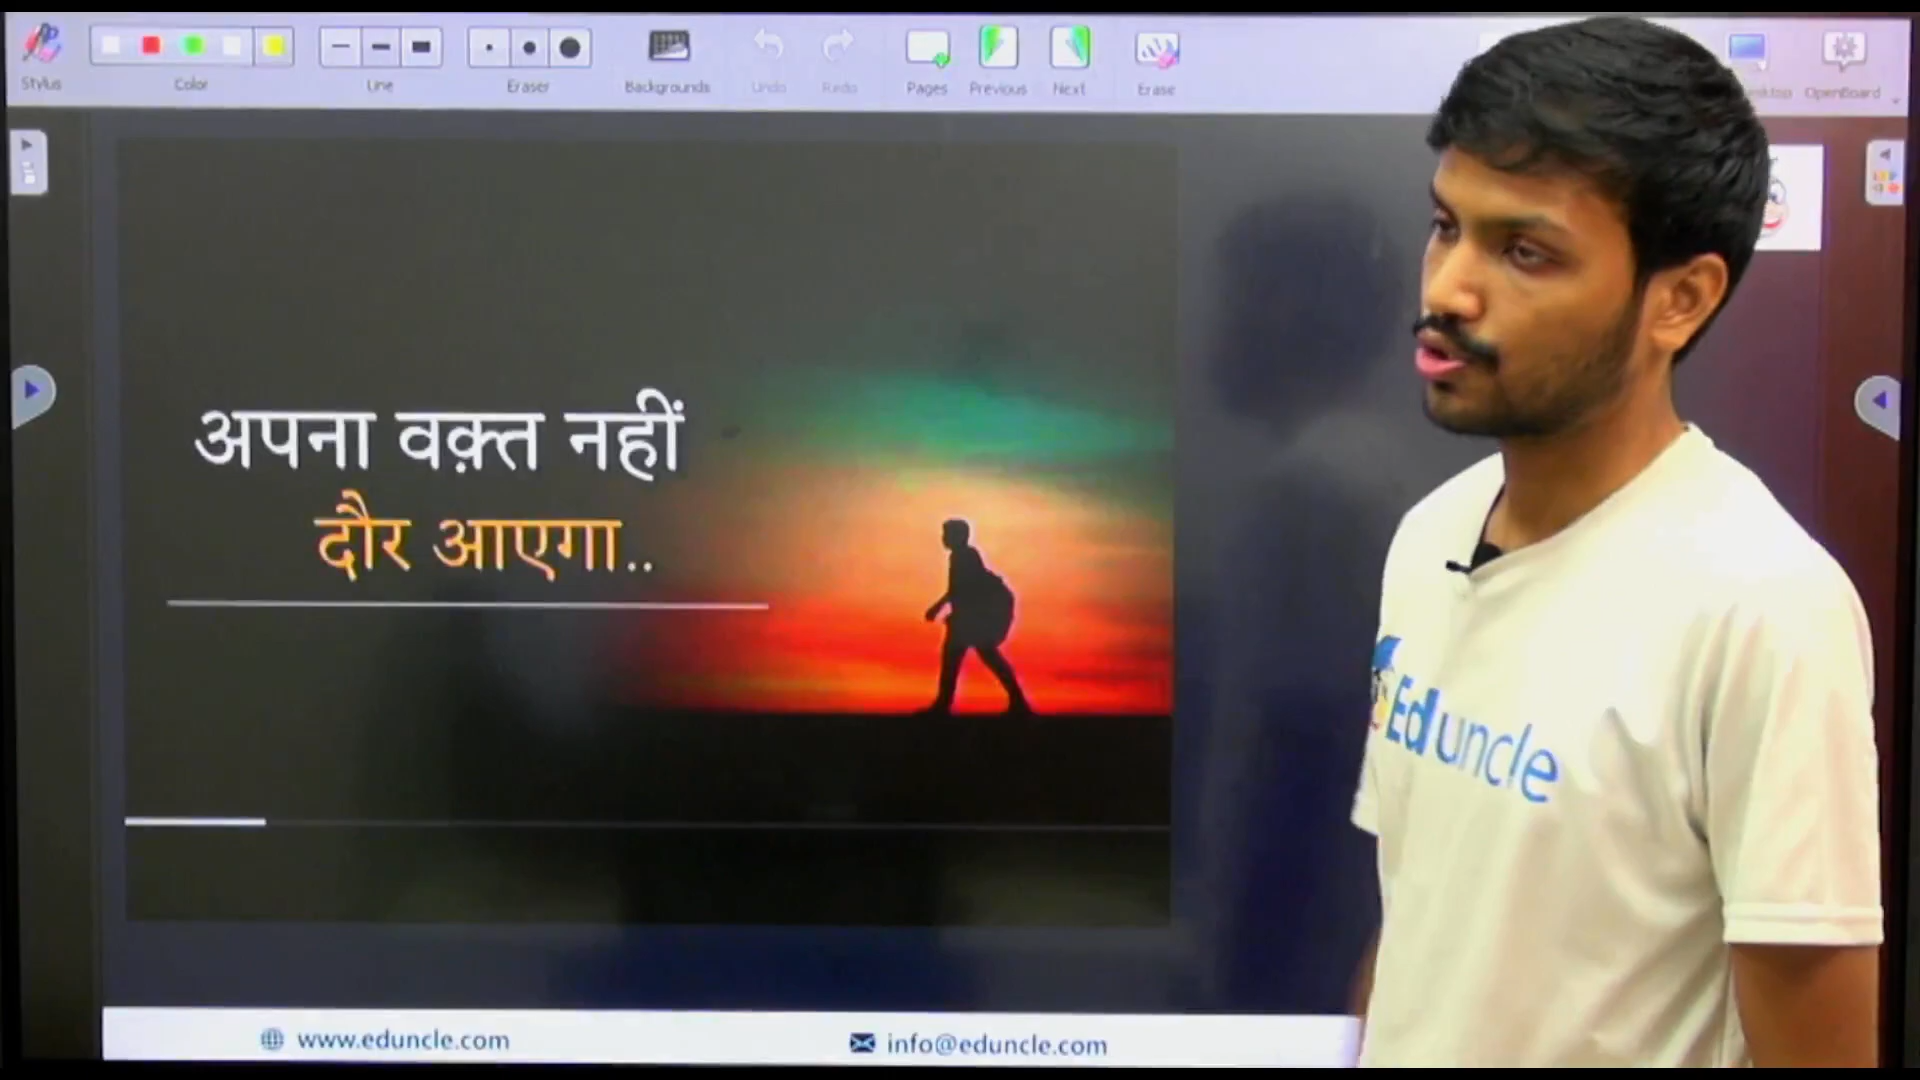 Stylus
Color
Line
Eraser
Backgrounds
Undo
Redo
Pages
Previous
Next
Erase
OpenBoard
अपना वक़्त नहीं
दौर आएगा..
Eduncle
www.eduncle.com
info@eduncle.com